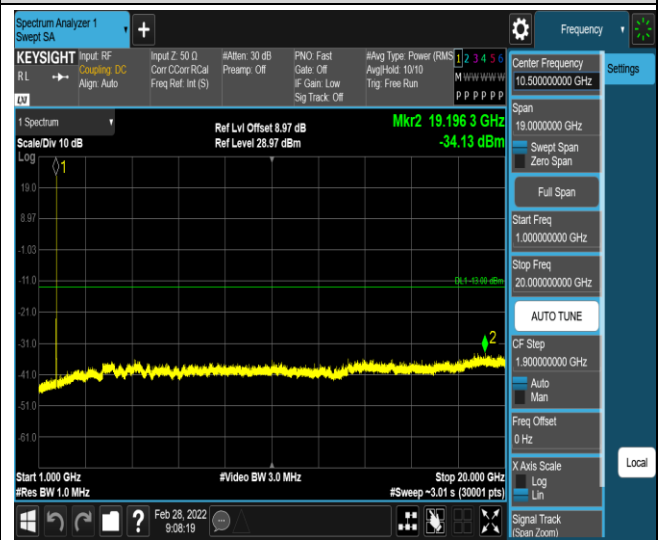 Spectrum Analyzer 1
Swept SA
Frequency
KEYSIGHT
RL
LXI
Input: RF
Coupling: DC
Align: Auto
Input Z: 50 Ω
Corr CCorr RCal
Freq Ref: Int (S)
#Atten: 30 dB
Preamp: Off
PNO: Fast
Gate: Off
IF Gain: Low
Sig Track: Off
#Avg Type: Power (RMS
Avg|Hold: 10/10
Trig: Free Run
1 2 3 4 5 6
M W W W W W
P P P P P P
1 Spectrum
Scale/Div 10 dB
Ref Lvl Offset 8.97 dB
Ref Level 28.97 dBm
Mkr2 19.196 3 GHz
-34.13 dBm
Log
1
19.0
8.97
-1.03
-11.0
DL1 -13.00 dBm
-21.0
-31.0
2
-41.0
-51.0
-61.0
Start 1.000 GHz
#Res BW 1.0 MHz
#Video BW 3.0 MHz
Stop 20.000 GHz
#Sweep ~3.01 s (30001 pts)
?
Feb 28, 2022
9:08:19
Center Frequency
10.500000000 GHz
Span
19.0000000 GHz
Swept Span
Zero Span
Full Span
Start Freq
1.000000000 GHz
Stop Freq
20.000000000 GHz
AUTO TUNE
CF Step
1.900000000 GHz
Auto
Man
Freq Offset
0 Hz
X Axis Scale
Log
Lin
Signal Track
(Span Zoom)
Settings
Local